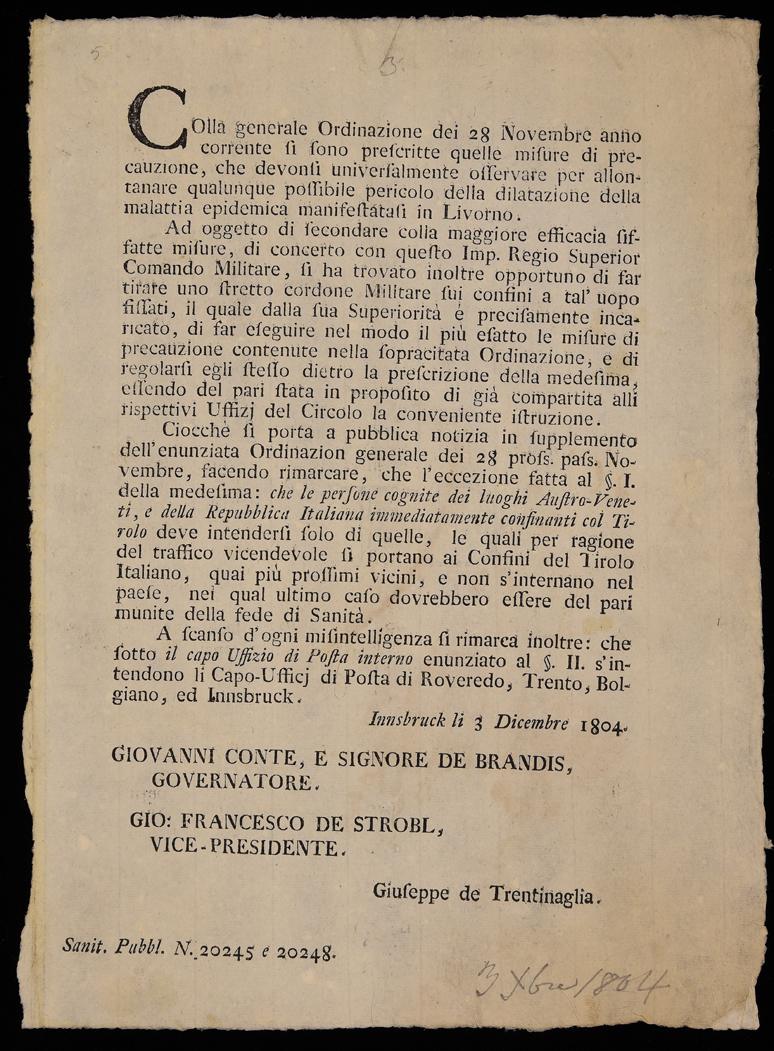 5
3.
COlla generale Ordinazione dei 28 Novembre anno
corrente ſi ſono preſcritte quelle miſure di pre-
cauzione, che devonſi univerſalmente oſſervare per allon-
tanare qualunque poſſibile pericolo della dilatazione della
malattia epidemica manifeſtataſi in Livorno.
Ad oggetto di ſecondare colla maggiore efficacia ſif-
fatte miſure, di concerto con queſto Imp. Regio Superior
Comando Militare, ſi ha trovato inoltre opportuno di far
tirare uno ſtretto cordone Militare ſui confini a tal' uopo
fiſſati, il quale dalla ſua Superiorità é preciſamente inca-
ricato, di far eſeguire nel modo il più eſatto le miſure di
precauzione contenute nella ſopracitata Ordinazione, e di
regolarſi egli ſteſſo dietro la preſcrizione della medeſima,
eſſendo del pari ſtata in propoſito di già compartita alli
riſpettivi Uffizj del Circolo la conveniente iſtruzione.
Ciocchè ſi porta a pubblica notizia in ſupplemento
dell'enunziata Ordinazion generale dei 28 proſs. paſs. No-
vembre, facendo rimarcare, che l'eccezione fatta al §. I.
della medeſima: che le perſone cognite dei luoghi Auſtro-Vene-
ti, e della Repubblica Italiana immediatamente confinanti col Ti-
rolo deve intenderſi ſolo di quelle, le quali per ragione
del traffico vicendevole ſi portano ai Confini del Tirolo
Italiano, quai più proſſimi vicini, e non s'internano nel
paeſe, nel qual ultimo caſo dovrebbero eſſere del pari
munite della fede di Sanità.
A ſcanſo d'ogni miſintelligenza ſi rimarca inoltre: che
ſotto il capo Uffizio di Poſta interno enunziato al §. II. s'in-
tendono li Capo-Ufficj di Poſta di Roveredo, Trento, Bol-
giano, ed Innsbruck.
Innsbruck li 3 Dicembre 1804.
GIOVANNI CONTE, E SIGNORE DE BRANDIS,
GOVERNATORE.
GIO: FRANCESCO DE STROBL,
VICE-PRESIDENTE.
Giuſeppe de Trentinaglia.
Sanit. Pubbl. N. 20245 e 20248.
3 Xbre 1804